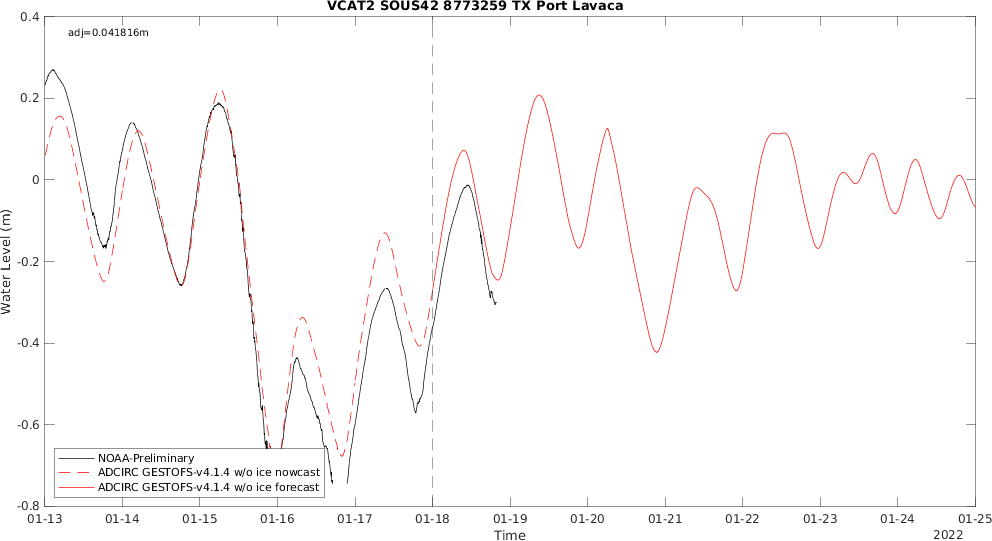 VCAT2 SOUS42 8773259 TX Port Lavaca
adj=0.041816m
0.4
0.2
0
-0.2
-0.4
-0.6
-0.8
Water Level (m)
NOAA-Preliminary
ADCIRC GESTOFS-v4.1.4 w/o ice nowcast
ADCIRC GESTOFS-v4.1.4 w/o ice forecast
01-13 01-14 01-15 01-16 01-17 01-18 01-19 01-20 01-21 01-22 01-23 01-24 01-25
Time
2022